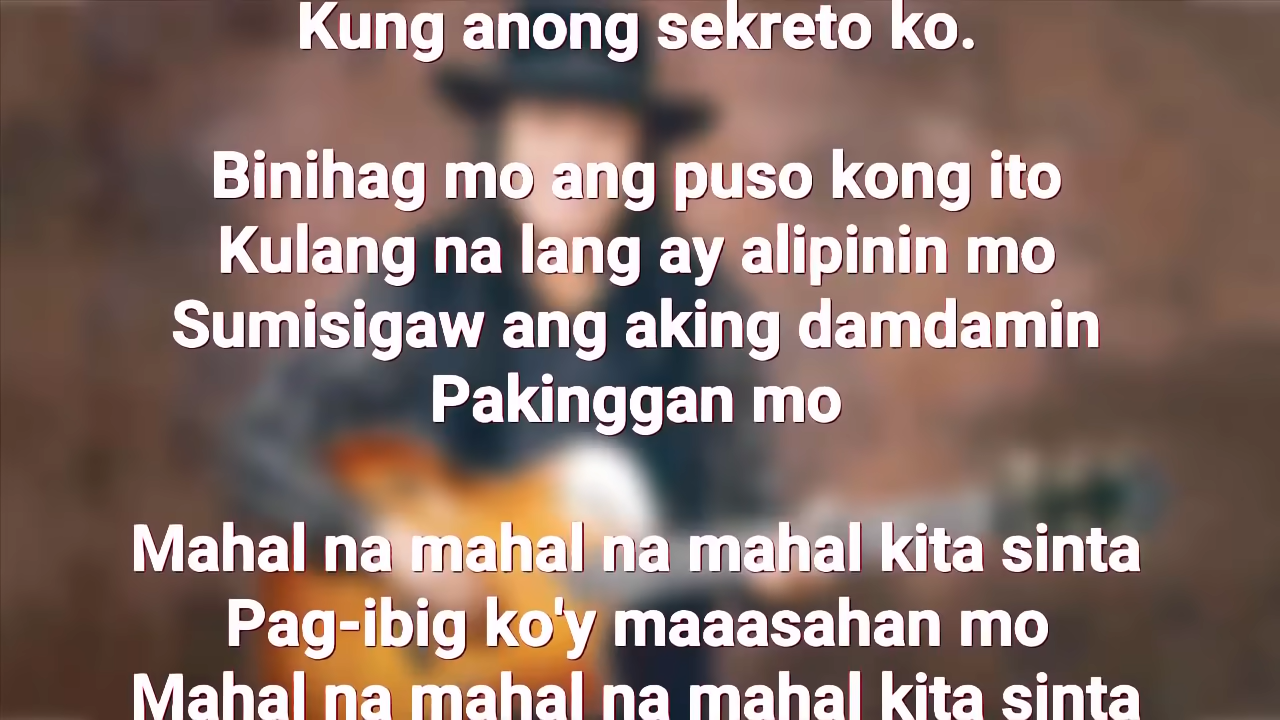 Kung anong sekreto ko.
Binihag mo ang puso kong ito
Kulang na lang ay alipinin mo
Sumisigaw ang aking damdamin
Pakinggan mo
Mahal na mahal na mahal kita sinta
Pag-ibig ko'y maaasahan mo
Mahal na mahal na mahal kita sinta